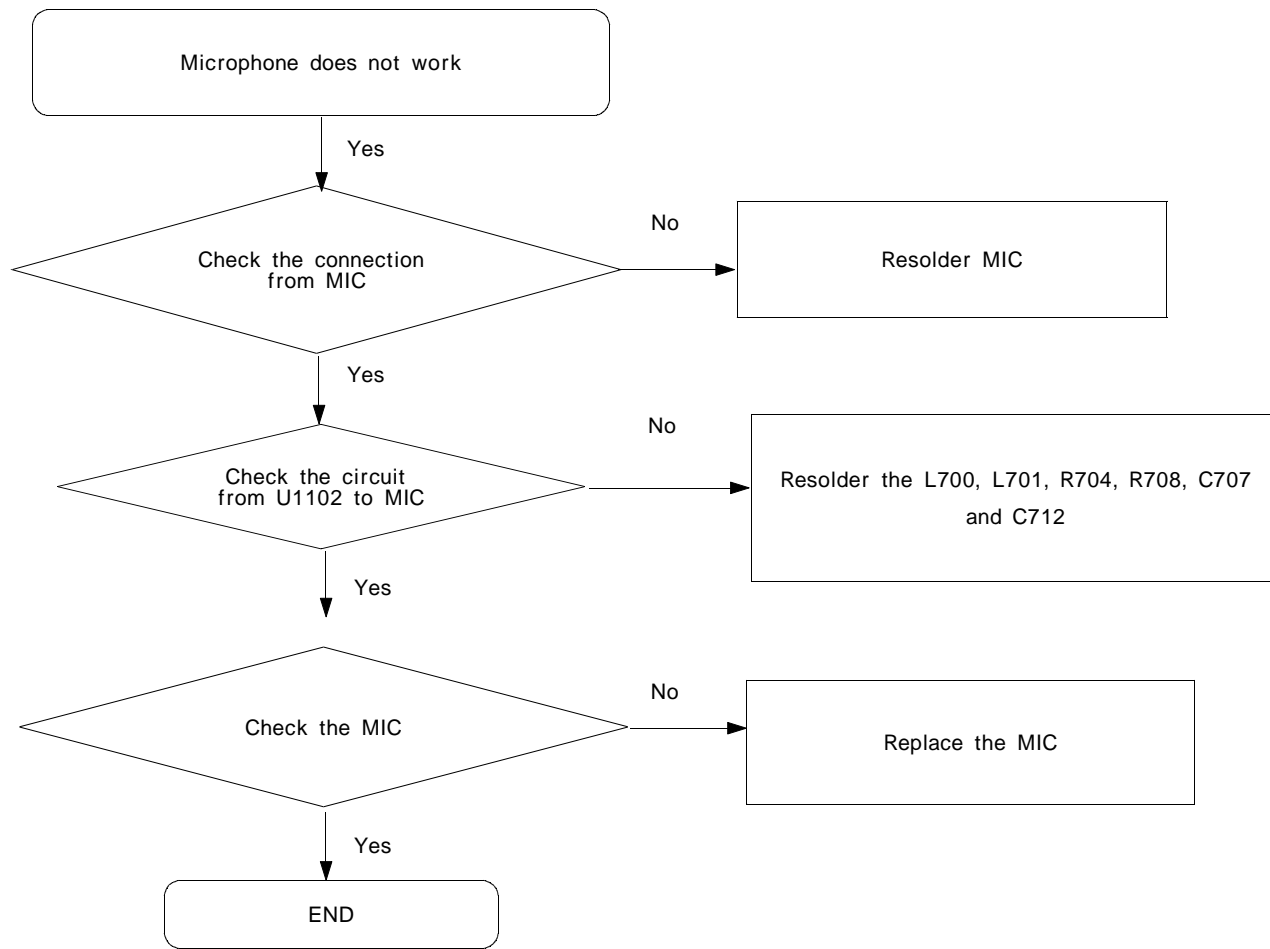 Microphone does not work
Yes
Check the connection
from MIC
No
Resolder MIC
Yes
Check the circuit
from U1102 to MIC
No
Resolder the L700, L701, R704, R708, C707
and C712
Yes
Check the MIC
No
Replace the MIC
Yes
END